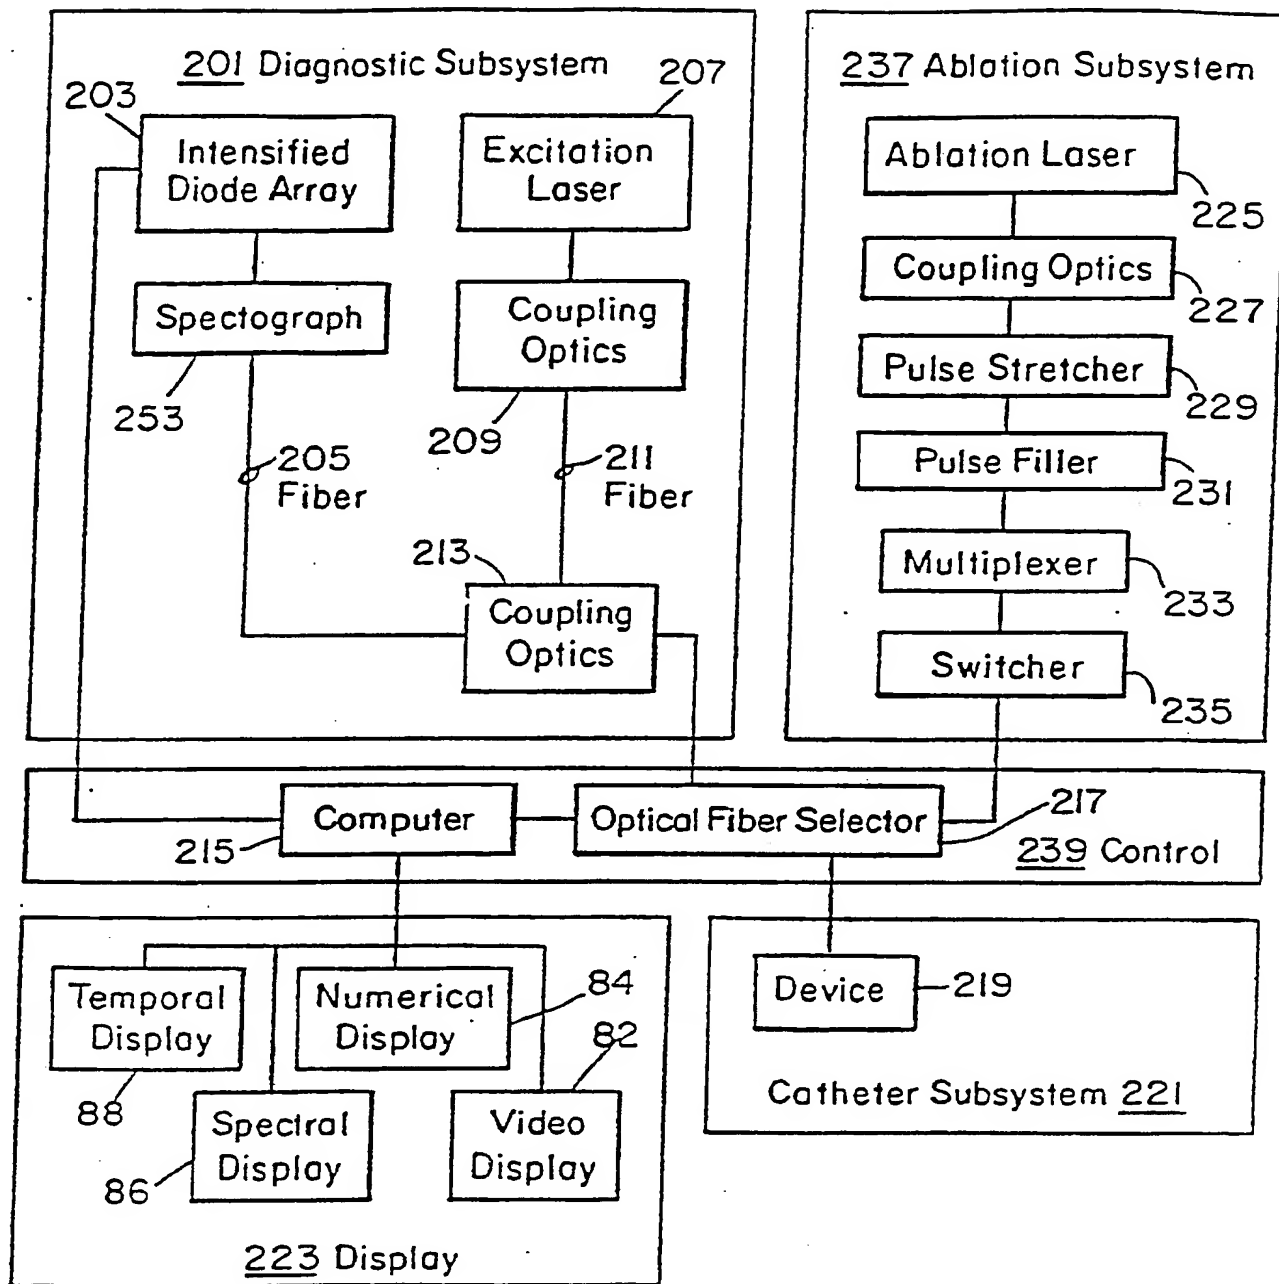 201 Diagnostic Subsystem
203
207
Intensified
Diode Array
Excitation
Laser
Spectograph
253
Coupling
Optics
209
205
Fiber
211
Fiber
213
Coupling
Optics
237 Ablation Subsystem
Ablation Laser
225
Coupling Optics
227
Pulse Stretcher
229
Pulse Filler
231
Multiplexer
233
Switcher
235
Computer
215
Optical Fiber Selector
217
239 Control
Temporal
Display
88
Numerical
Display
84
82
Spectral
Display
86
Video
Display
223 Display
Device
219
Catheter Subsystem 221